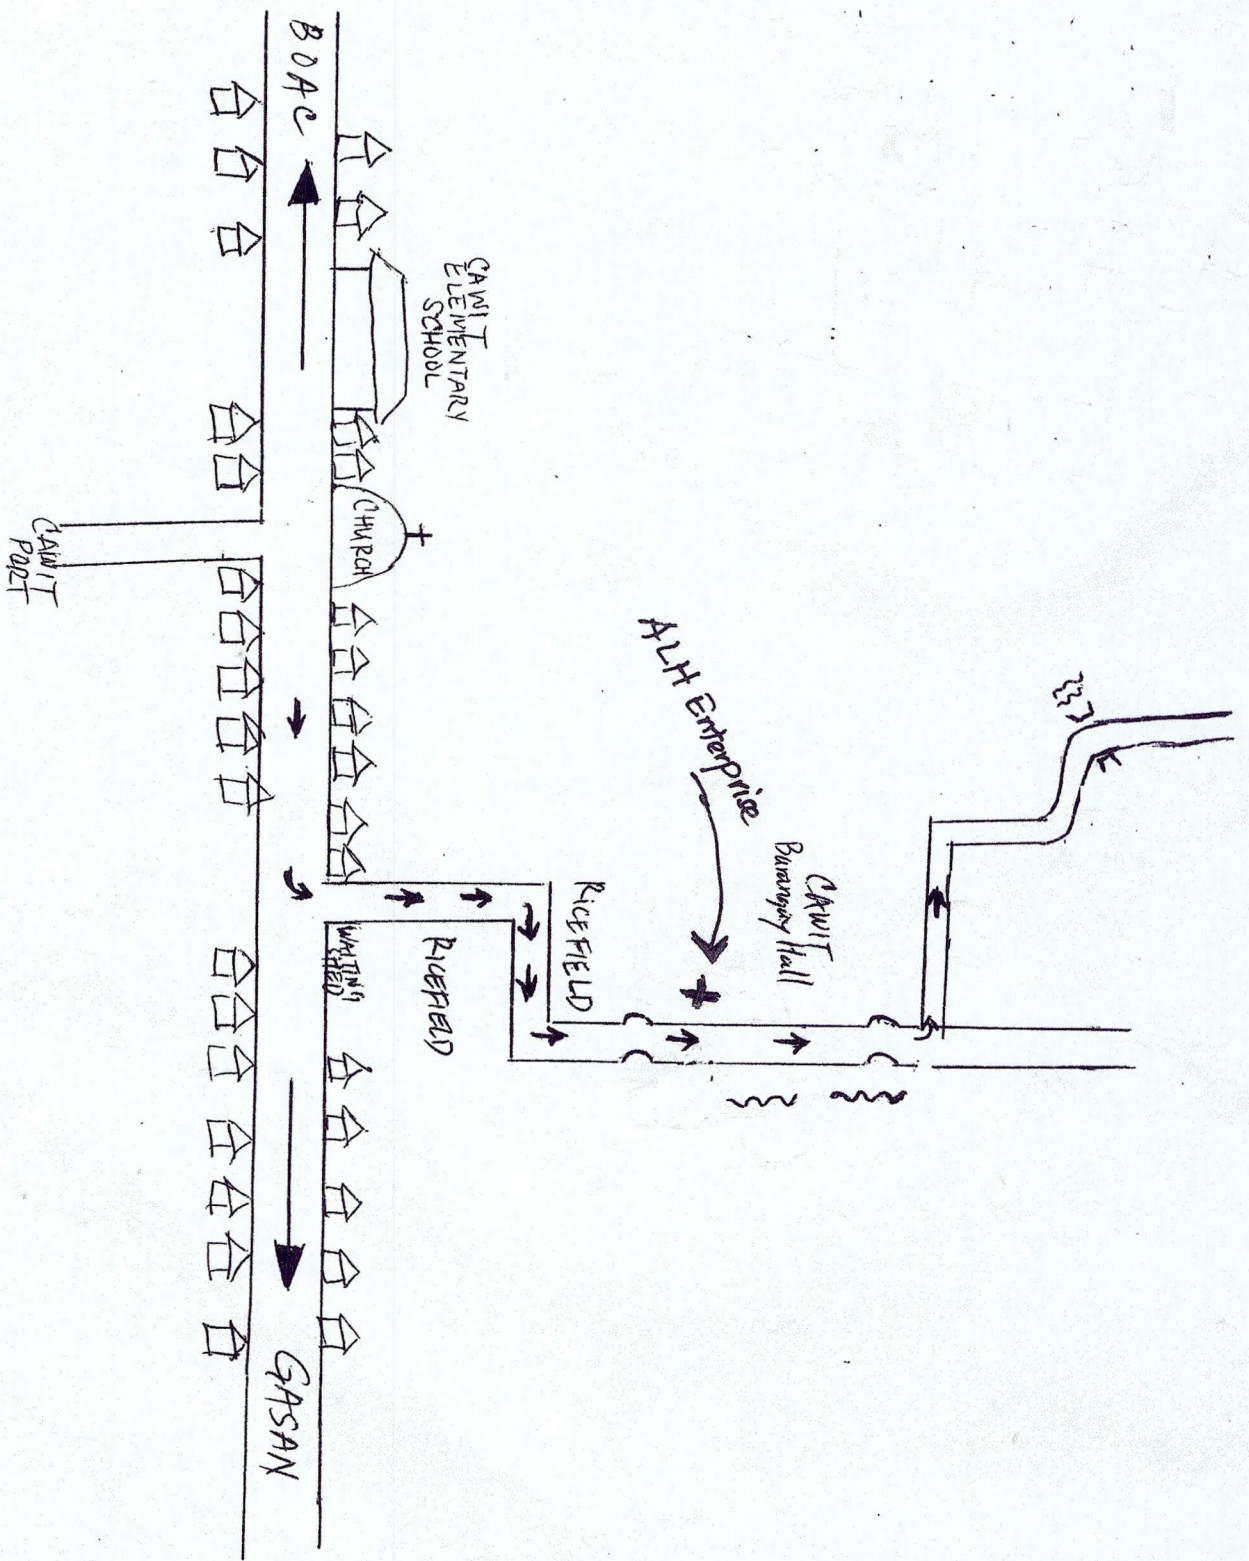 BOAC
CAWIT
ELEMENTARY
SCHOOL
CHURCH
CAWIT
PORT
ALH Enterprise
CAWIT
Barangay Hall
RICEFIELD
RICEFIELD
WAITING
SHED
GASAN